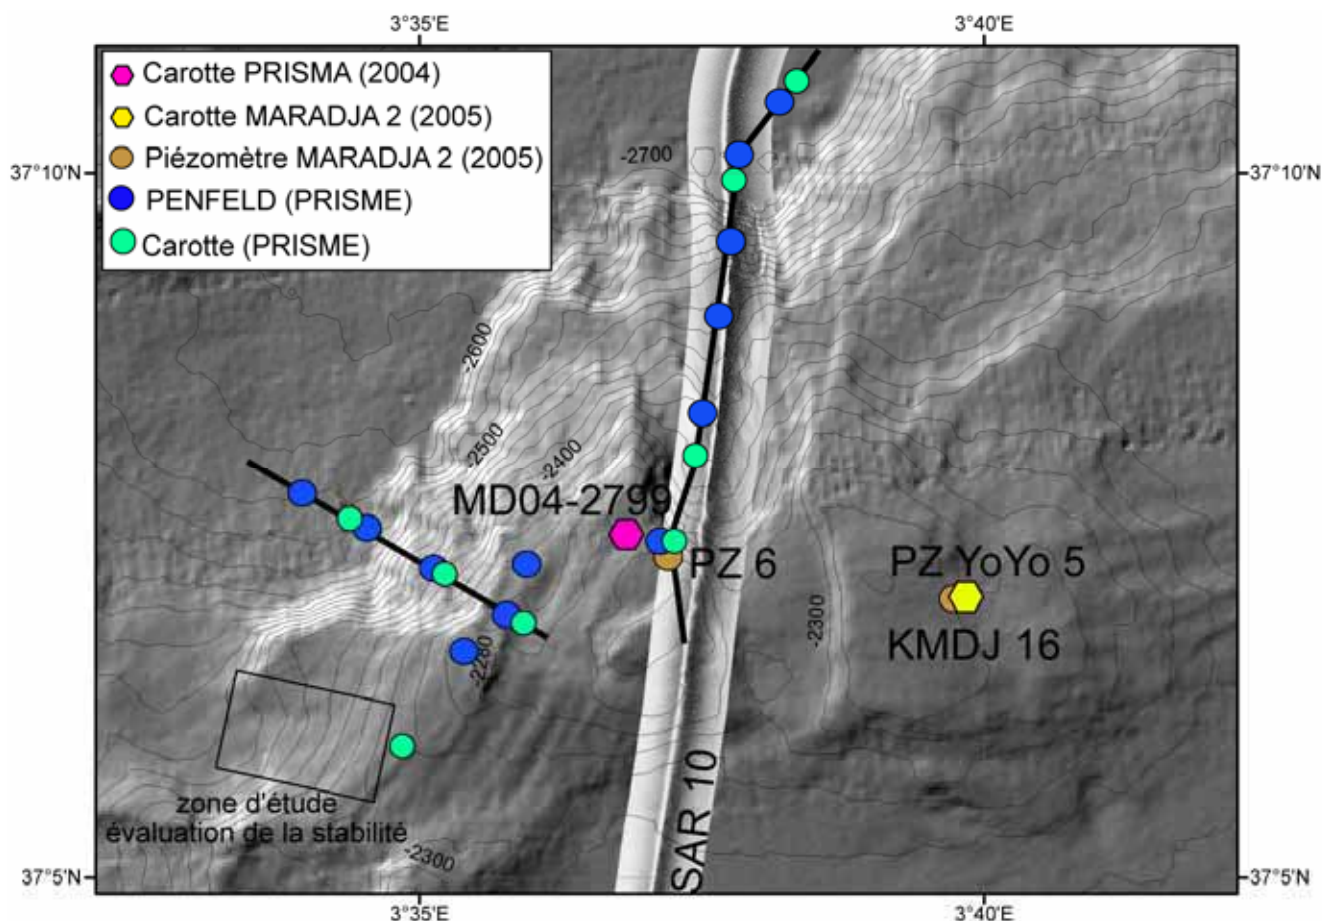 3°35'E
3°40'E
Carotte PRISMA (2004)
Carotte MARADJA 2 (2005)
Piézomètre MARADJA 2 (2005)
PENFELD (PRISME)
Carotte (PRISME)
-2700
37°10'N
37°10'N
-2600
-2500
-2400
MD04-2799
PZ 6
PZ YoYo 5
KMDJ 16
-2300
-2280
zone d'étude
évaluation de la stabilité
-2300
SAR 10
37°5'N
37°5'N
3°35'E
3°40'E